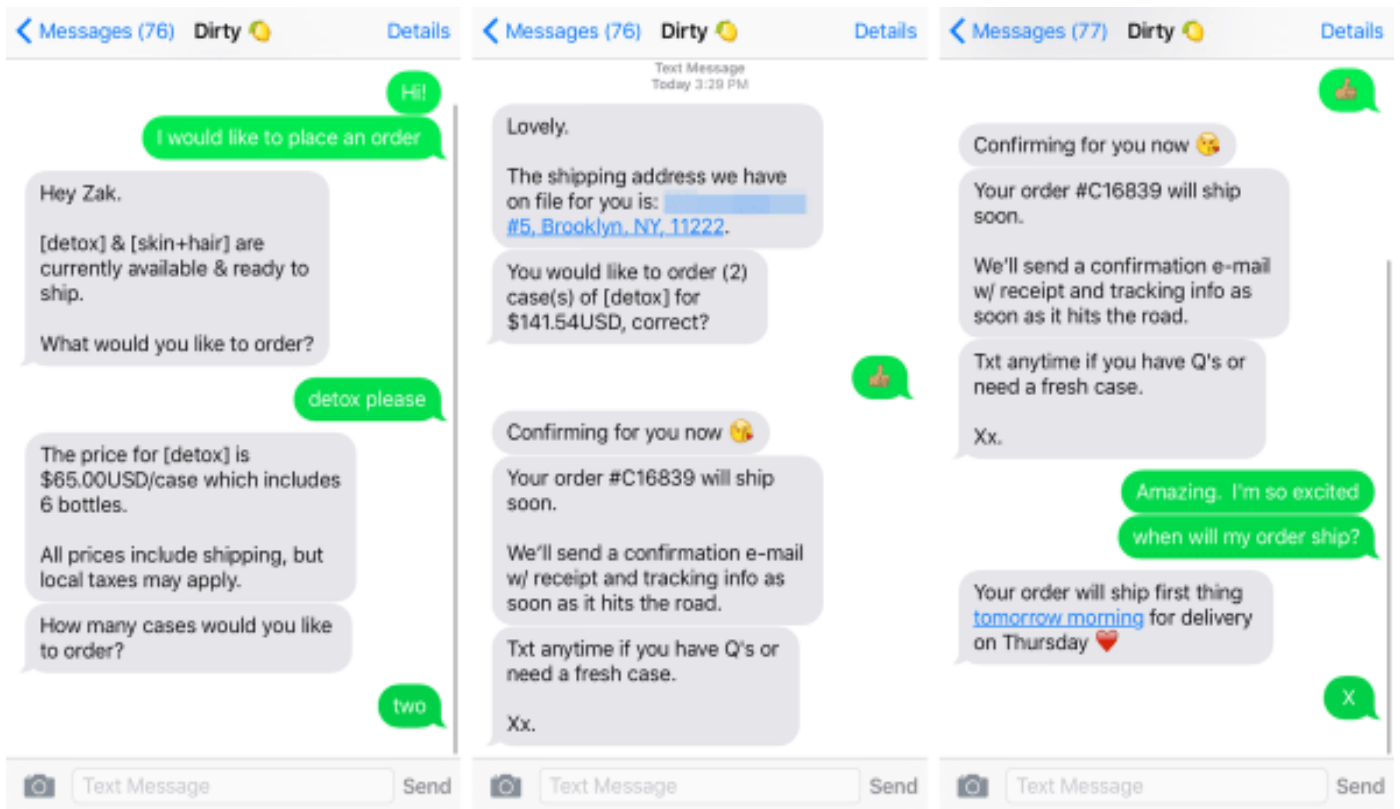 Messages (76) Dirty 🍋 Details
Hi!
I would like to place an order
Hey Zak.
[detox] & [skin+hair] are
currently available & ready to
ship.
What would you like to order?
detox please
The price for [detox] is
$65.00USD/case which includes
6 bottles.
All prices include shipping, but
local taxes may apply.
How many cases would you like
to order?
two
Text Message Send
Messages (76) Dirty 🍋 Details
Text Message
Today 3:29 PM
Lovely.
The shipping address we have
on file for you is:
#5, Brooklyn, NY, 11222.
You would like to order (2)
case(s) of [detox] for
$141.54USD, correct?
👍🏽
Confirming for you now 😘
Your order #C16839 will ship
soon.
We'll send a confirmation e-mail
w/ receipt and tracking info as
soon as it hits the road.
Txt anytime if you have Q's or
need a fresh case.
Xx.
Text Message Send
Messages (77) Dirty 🍋 Details
👍🏽
Confirming for you now 😘
Your order #C16839 will ship
soon.
We'll send a confirmation e-mail
w/ receipt and tracking info as
soon as it hits the road.
Txt anytime if you have Q's or
need a fresh case.
Xx.
Amazing. I'm so excited
when will my order ship?
Your order will ship first thing
tomorrow morning for delivery
on Thursday ❤️
X
Text Message Send